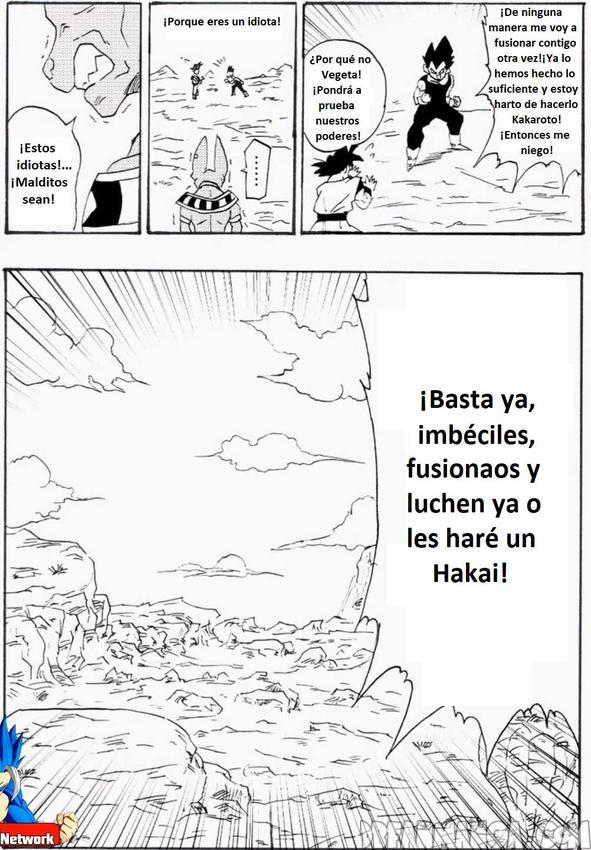 ¡De ninguna
manera me voy a
fusionar contigo
otra vez!¡Ya lo
hemos hecho lo
suficiente y estoy
harto de hacerlo
Kakaroto!
¡Entonces me
niego!
¿Por qué no
Vegeta!
¡Pondrá a
prueba
nuestros
poderes!
¡Porque eres un idiota!
....
¡Estos
idiotas!...
¡Malditos
sean!
¡Basta ya,
imbéciles,
fusionaos y
luchen ya o
les haré un
Hakai!
Network